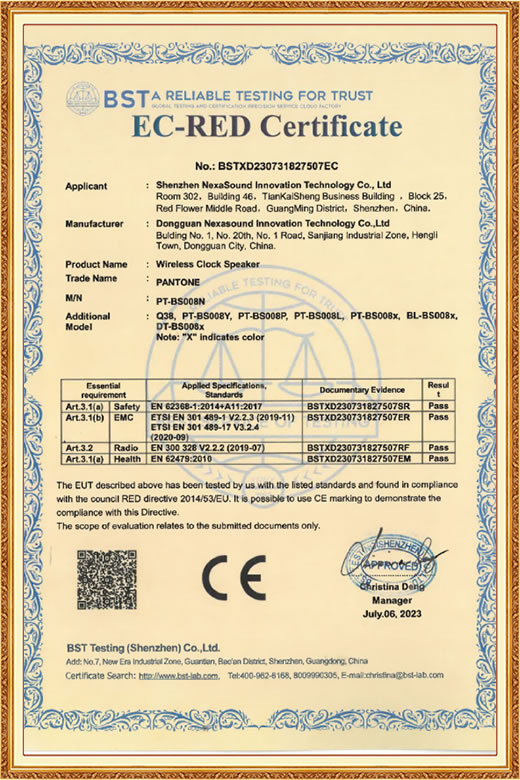 BST A RELIABLE TESTING FOR TRUST
GLOBAL TESTING AND CERTIFICATION PRECISION SERVICE CLOUD FACTORY
EC-RED Certificate
No.: BSTXD230731827507EC
Applicant : Shenzhen NexaSound Innovation Technology Co., Ltd
Room 302, Building 46, TianKaiSheng Business Building , Block 25,
Red Flower Middle Road, GuangMing District, Shenzhen, China.
Manufacturer : Dongguan Nexasound Innovation Technology Co.,Ltd
Bulding No. 1, No. 20th, No. 1 Road, Sanjiang Industrial Zone, Hengli
Town, Dongguan City, China.
Product Name : Wireless Clock Speaker
Trade Name : PANTONE
M/N : PT-BS008N
Additional Model : Q38, PT-BS008Y, PT-BS008P, PT-BS008L, PT-BS008x, BL-BS008x,
DT-BS008x
Note: "X" indicates color
Essential requirement Applied Specifications, Standards Documentary Evidence Result
Art.3.1(a) Safety EN 62368-1:2014+A11:2017 BSTXD230731827507SR Pass
Art.3.1(b) EMC ETSI EN 301 489-1 V2.2.3 (2019-11) BSTXD230731827507ER Pass
ETSI EN 301 489-17 V3.2.4
(2020-09)
Art.3.2 Radio EN 300 328 V2.2.2 (2019-07) BSTXD230731827507RF Pass
Art.3.1(a) Health EN 62479:2010 BSTXD230731827507EM Pass
The EUT described above has been tested by us with the listed standards and found in compliance
with the council RED directive 2014/53/EU. It is possible to use CE marking to demonstrate the
compliance with this Directive.
The scope of evaluation relates to the submitted documents only.
CE
APPROVED
Christina Deng
Manager
July.06, 2023
BST Testing (Shenzhen) Co.,Ltd.
Add: No.7, New Era Industrial Zone, Guantian, Bao'an District, Shenzhen, Guangdong, China
Certificate Search: http://www.bst-lab.com, Tel:400-962-6168, 8009990305, E-mail:christina@bst-lab.com